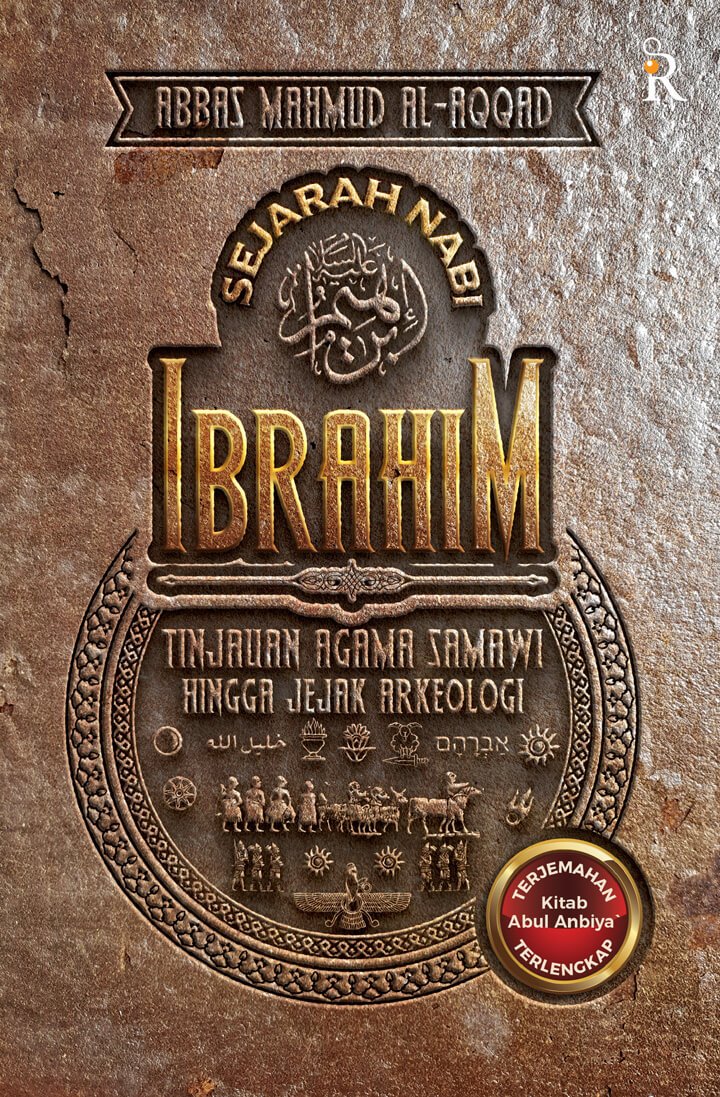 R
ABBAS MAHMUD AL-AQQAD
SEJARAH NABI
عليه السلام
إبرهيم
IBRAHIM
TINJAUAN AGAMA SAMAWI
HINGGA JEJAK ARKEOLOGI
خليل الله
אברהם
TERJEMAHAN
Kitab
Abul Anbiya`
TERLENGKAP